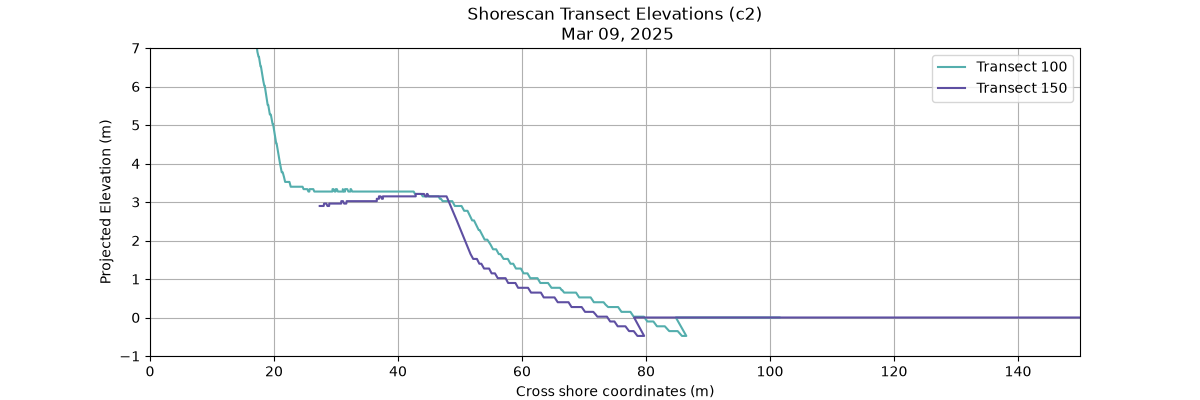 Shorescan Transect Elevations (c2)
Mar 09, 2025
Transect 100
Transect 150
Projected Elevation (m)
7
6
5
4
3
2
1
0
−1
0 20 40 60 80 100 120 140
Cross shore coordinates (m)